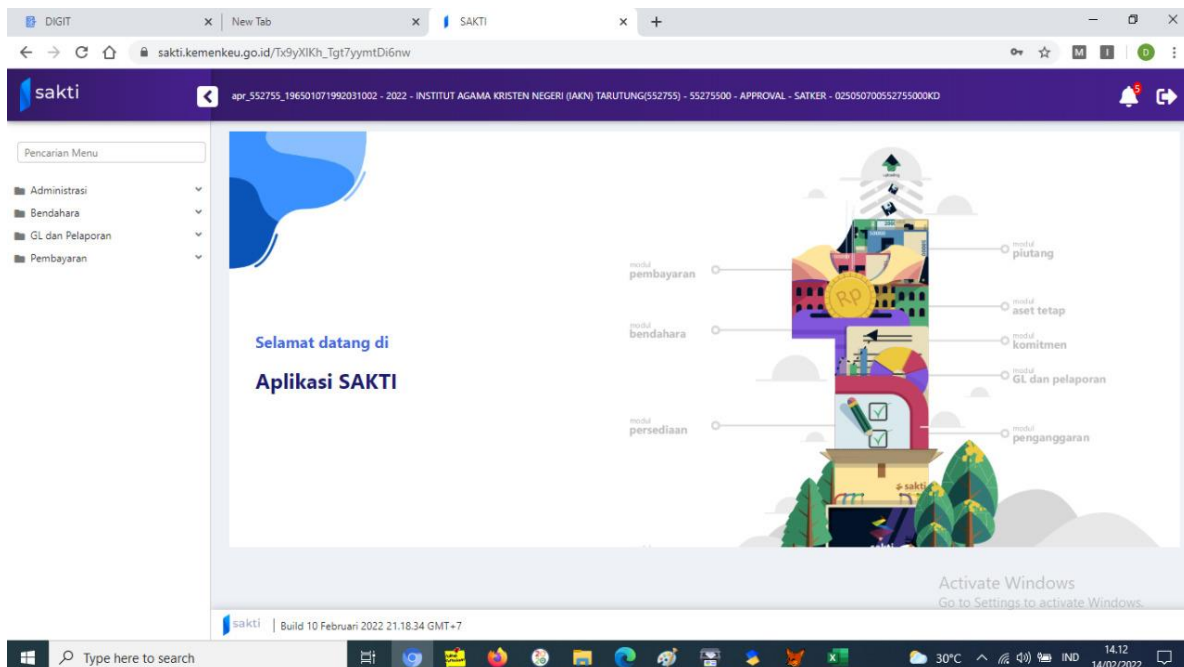 DIGIT
New Tab
SAKTI
sakti.kemenkeu.go.id/Tx9yXIKh_Tgt7yymtDi6nw
M
D
sakti
apr_552755_196501071992031002 - 2022 - INSTITUT AGAMA KRISTEN NEGERI (IAKN) TARUTUNG(552755) - 55275500 - APPROVAL - SATKER - 025050700552755000KD
5
Pencarian Menu
Administrasi
Bendahara
GL dan Pelaporan
Pembayaran
Selamat datang di
Aplikasi SAKTI
modul
pembayaran
modul
bendahara
modul
persediaan
modul
piutang
modul
aset tetap
modul
komitmen
modul
GL dan pelaporan
modul
penganggaran
Rp
sakti
Activate Windows
Go to Settings to activate Windows.
sakti
Build 10 Februari 2022 21.18.34 GMT+7
Type here to search
30°C
IND
14.12
14/02/2022